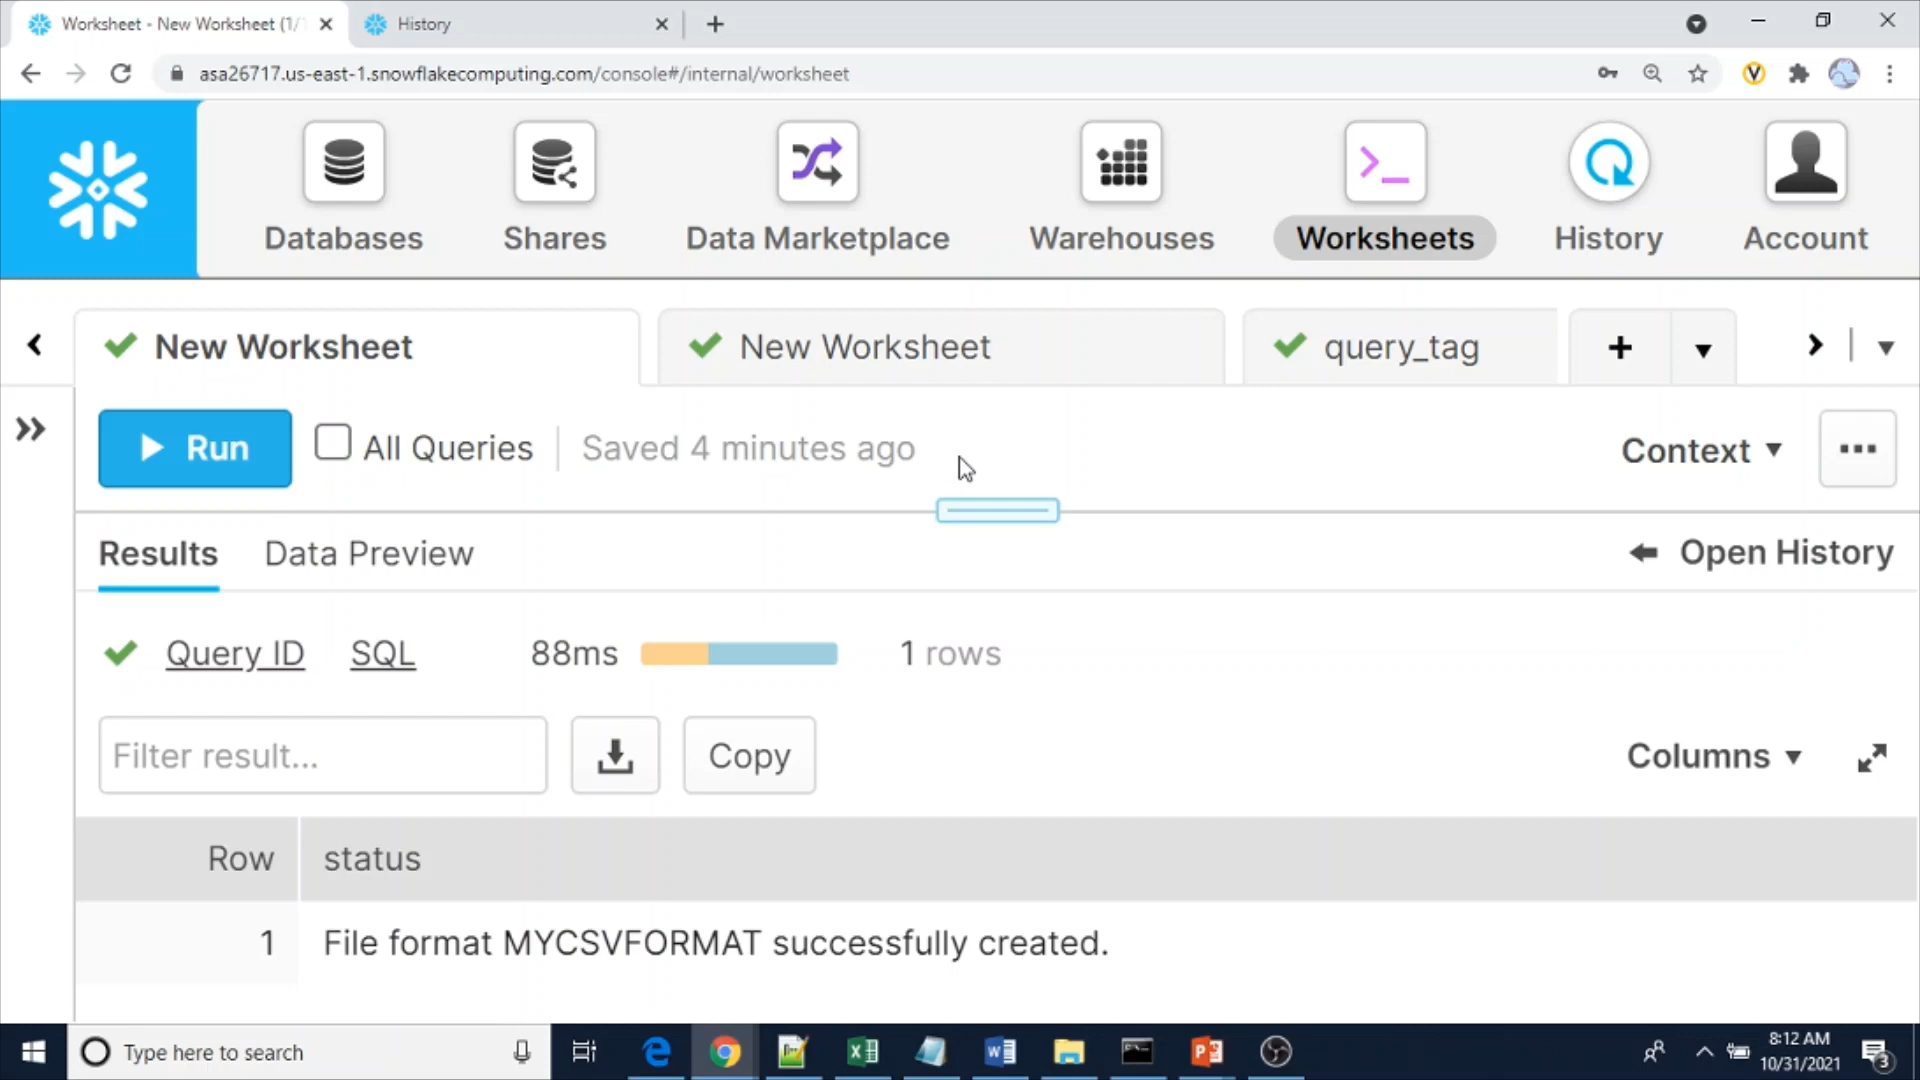 Worksheet - New Worksheet (1/1
History
asa26717.us-east-1.snowflakecomputing.com/console#/internal/worksheet
Databases
Shares
Data Marketplace
Warehouses
Worksheets
History
Account
New Worksheet
New Worksheet
query_tag
Run
All Queries
Saved 4 minutes ago
Context
Results
Data Preview
Open History
Query ID
SQL
88ms
1 rows
Filter result...
Copy
Columns
Row
status
1
File format MYCSVFORMAT successfully created.
Type here to search
8:12 AM
10/31/2021
3